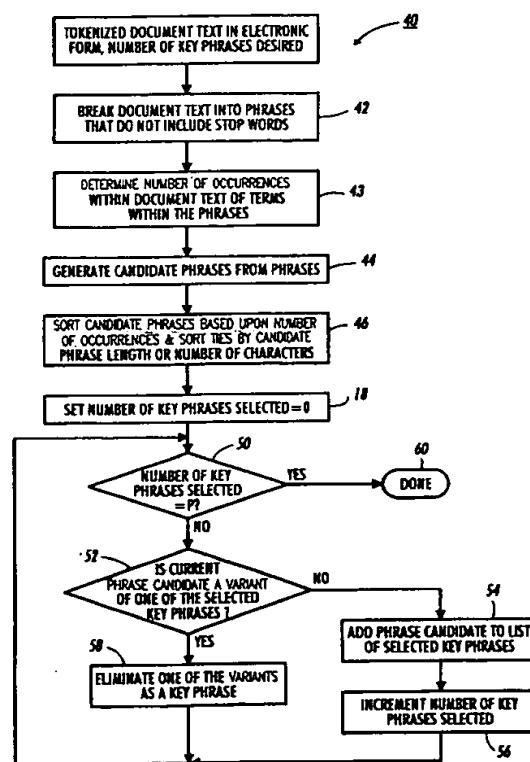 40
TOKENIZED DOCUMENT TEXT IN ELECTRONIC
FORM, NUMBER OF KEY PHRASES DESIRED
BREAK DOCUMENT TEXT INTO PHRASES
THAT DO NOT INCLUDE STOP WORDS
42
DETERMINE NUMBER OF OCCURRENCES
WITHIN DOCUMENT TEXT OF TERMS
WITHIN THE PHRASES
43
GENERATE CANDIDATE PHRASES FROM PHRASES
44
SORT CANDIDATE PHRASES BASED UPON NUMBER
OF OCCURRENCES & SORT TIES BY CANDIDATE
PHRASE LENGTH OR NUMBER OF CHARACTERS
46
SET NUMBER OF KEY PHRASES SELECTED = 0
18
50
NUMBER OF KEY
PHRASES SELECTED
= P?
YES
60
DONE
NO
52
IS CURRENT
PHRASE CANDIDATE A VARIANT
OF ONE OF THE SELECTED
KEY PHRASES ?
NO
YES
54
ADD PHRASE CANDIDATE TO LIST
OF SELECTED KEY PHRASES
58
ELIMINATE ONE OF THE VARIANTS
AS A KEY PHRASE
INCREMENT NUMBER OF KEY
PHRASES SELECTED
56